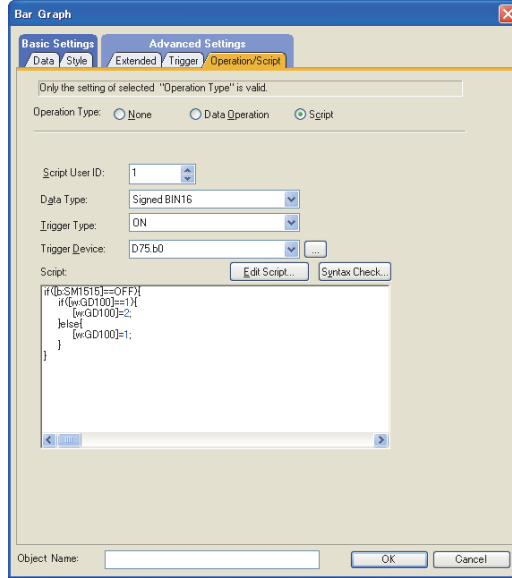 Bar Graph
Basic Settings Advanced Settings
Data Style Extended Trigger Operation/Script
Only the setting of selected "Operation Type" is valid.
Operation Type: None Data Operation Script
Script User ID: 1
Data Type: Signed BIN16
Trigger Type: ON
Trigger Device: D75.b0 ...
Script: Edit Script... Syntax Check...
if([b:SM1515]==OFF){
if([w:GD100]==1){
[w:GD100]=2;
}else{
[w:GD100]=1;
}
}
Object Name: OK Cancel